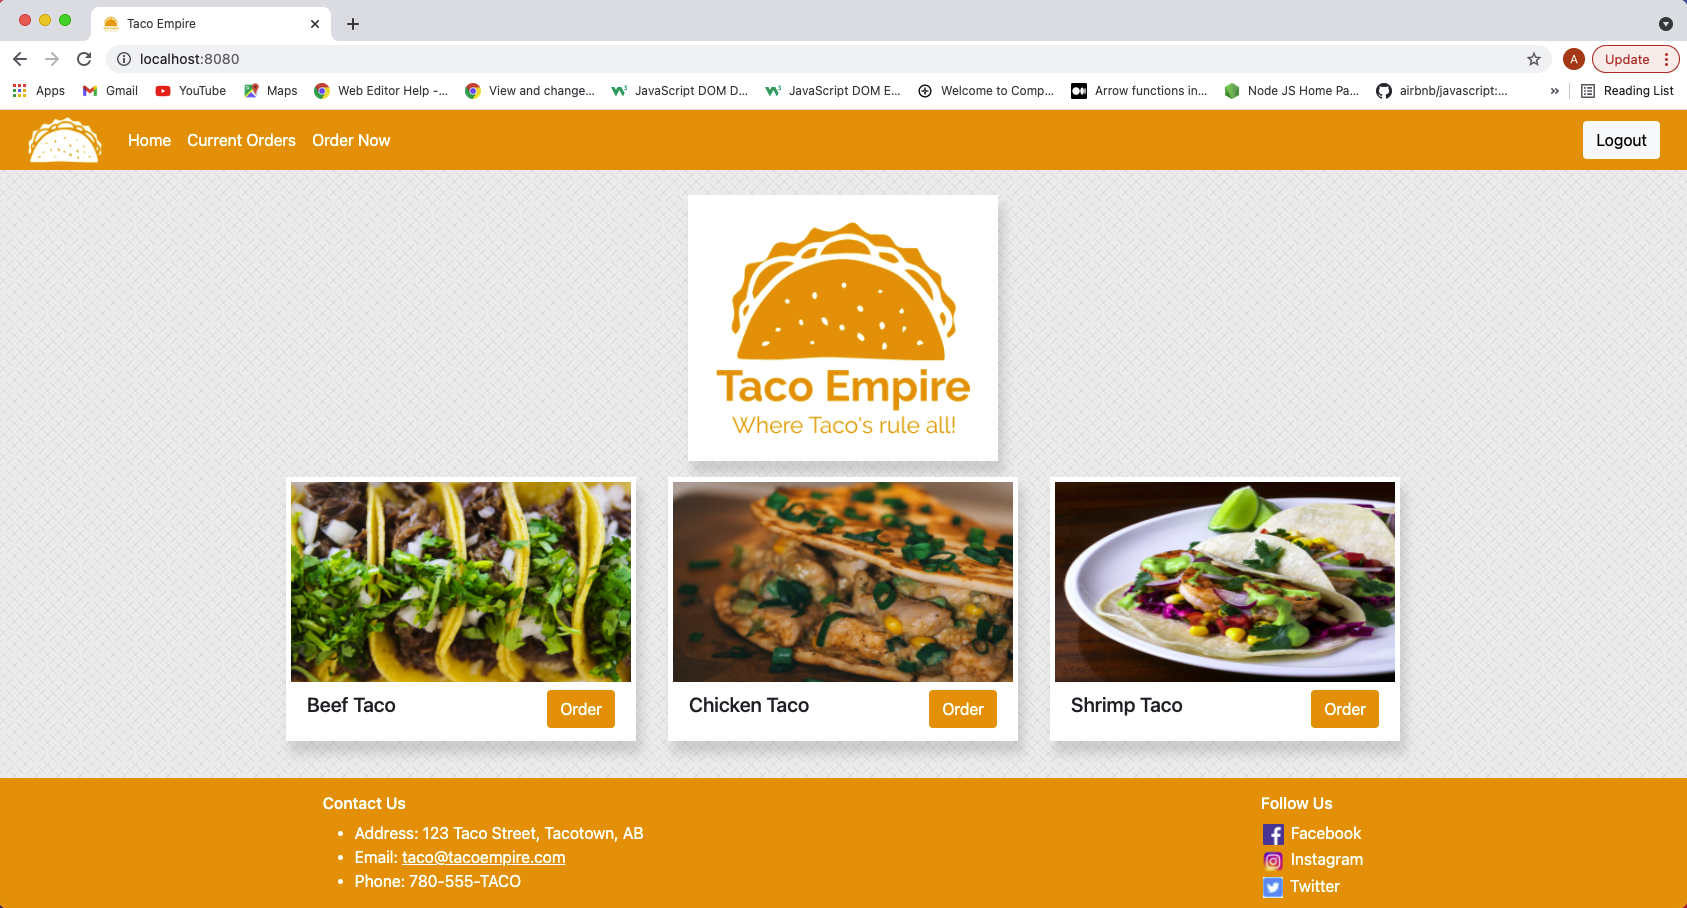 Taco Empire
localhost:8080
A
Update
Apps
Gmail
YouTube
Maps
Web Editor Help -...
View and change...
JavaScript DOM D...
JavaScript DOM E...
Welcome to Comp...
Arrow functions in...
Node JS Home Pa...
airbnb/javascript:...
»
Reading List
Home
Current Orders
Order Now
Logout
Taco Empire
Where Taco's rule all!
Beef Taco
Order
Chicken Taco
Order
Shrimp Taco
Order
Contact Us
• Address: 123 Taco Street, Tacotown, AB
• Email: taco@tacoempire.com
• Phone: 780-555-TACO
Follow Us
Facebook
Instagram
Twitter